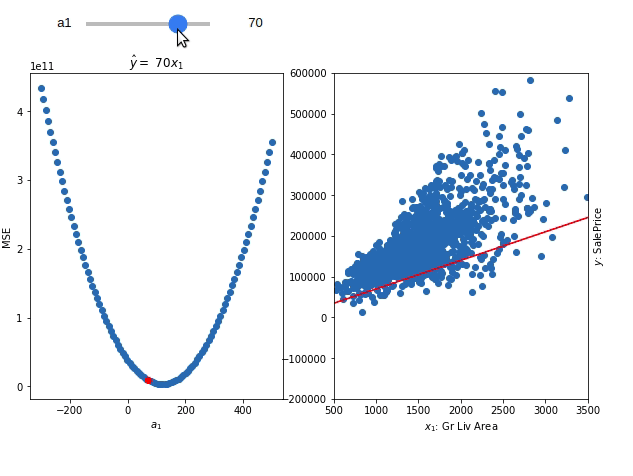 a1 70
1e11
ŷ = 70x₁
4
3
2
1
0
MSE
−200 0 200 400
a₁
600000
500000
400000
300000
200000
100000
0
−100000
−200000
y: SalePrice
500 1000 1500 2000 2500 3000 3500
x₁: Gr Liv Area